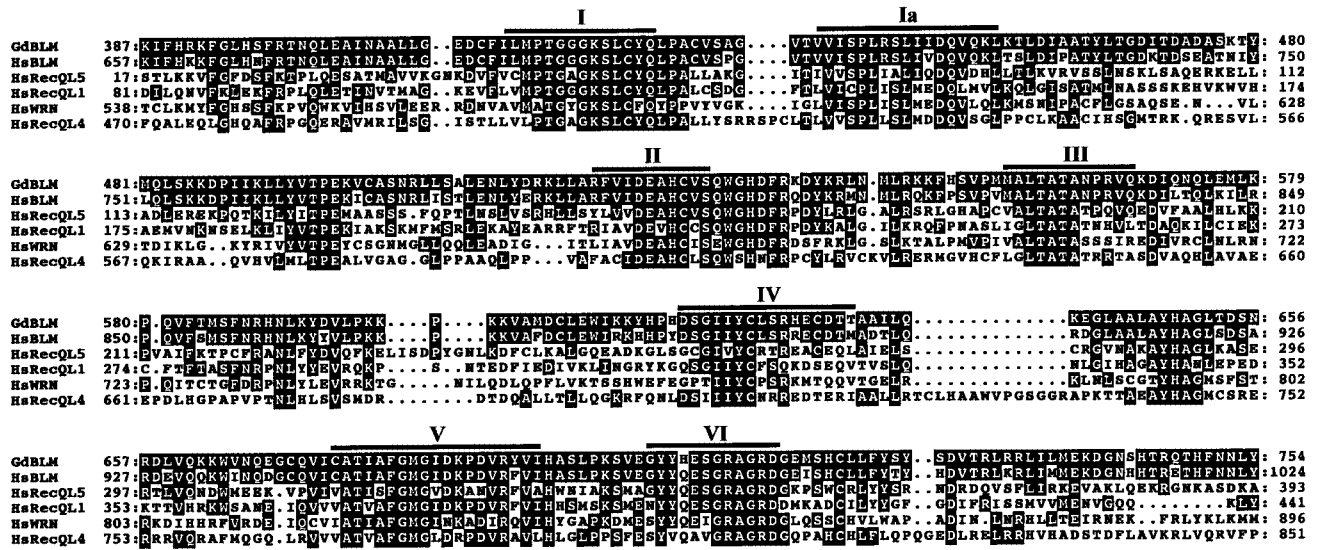 I Ia
GdBLM 387:KIFHRKFGLHSFRTNQLEAINAALLG..EDCFILMPTGGGKSLCYQLPACVSAG....VTVVISPLRSLIIDQVQKLKTLDIAATYLTGDITDADASKTY: 480
HsBLM 657:KIFHKKFGLHNFRTNQLEAINAALLG..EDCFILMPTGGGKSLCYQLPACVSPG....VTVVISPLRSLIVDQVQKLTSLDIPATYLTGDKTDSEATNIY: 750
HsRecQL5 17:STLKKVFGFDSFKTPLQESATMAVVKGNKDVFVCMPTGAGKSLCYQLPALLAKG....ITIVVSPLIALIQDQVDHLLTLKVRVSSLNSKLSAQERKELL: 112
HsRecQL1 81:DILQNVFKLEKFRPLQLETINVTMAG..KEVFLVMPTGGGKSLCYQLPALCSDG....FTLVICPLISLMEDQLMVLKQLGISATMLNASSSKEHVKWVH: 174
HsWRN 538:TCLKMYFGHSSFKPVQWKVIHSVLEER.RDNVAVMATGYGKSLCFQYPPVYVGK....IGLVISPLISLMEDQVLQLKMSNIPACFLGSAQSE.N...VL: 628
HsRecQL4 470:FQALEQLGHQAFRPGQERAVMRILSG..ISTLLVLPTGAGKSLCYQLPALLYSRRSPCLTLVVSPLLSLMDDQVSGLPPCLKAACIHSGMTRK.QRESVL: 566
II III
GdBLM 481:MQLSKKDPIIKLLYVTPEKVCASNRLLSALENLYDRKLLARFVIDEAHCVSQWGHDFRKDYKRLN.MLRKKFHSVPMMALTATANPRVQKDIQNQLEMLK: 579
HsBLM 751:LQLSKKDPIIKLLYVTPEKICASNRLISTLENLYERKLLARFVIDEAHCVSQWGHDFRQDYKRMN.MLRQKFPSVPVMALTATANPRVQKDILTQLKILR: 849
HsRecQL5 113:ADLEREKPQTKILYITPEMAASSS.FQPTLNSLVSRHLLSYLVVDEAHCVSQWGHDFRPDYLRLG.ALRSRLGHAPCVALTATATPQVQEDVFAALHLKK: 210
HsRecQL1 175:AEMVNKNSELKLIYVTPEKIAKSKMFMSRLEKAYEARRFTRIAVDEVHCCSQWGHDFRPDYKALG.ILKRQFPNASLIGLTATATNHVLTDAQKILCIEK: 273
HsWRN 629:TDIKLG..KYRIVYVTPEYCSGNMGLLQQLEADIG....ITLIAVDEAHCISEWGHDFRDSFRKLG.SLKTALPMVPIVALTATASSSIREDIVRCLNLRN: 722
HsRecQL4 567:QKIRAA..QVHVLMLTPEALVGAG.GLPPAAQLPP....VAFACIDEAHCLSQWSHNFRPCYLRVCKVLRERMGVHCFLGLTATATRRTASDVAQHLAVAE: 660
IV
GdBLM 580:P.QVFTMSFNRHNLKYDVLPKK....P....KKVAMDCLEWIKKYHPHDSGIIYCLSRHECDTTAAILQ................KEGLAALAYHAGLTDSN: 656
HsBLM 850:P.QVFSMSFNRHNLKYYVLPKK....P....KKVAFDCLEWIRKHHPYDSGIIYCLSRRECDTMADTLQ................RDGLAALAYHAGLSDSA: 926
HsRecQL5 211:PVAIFKTPCFRANLFYDVQFKELISDPYGNLKDFCLKALGQEADKGLSGCGIVYCRTREACEQLAIELS................CRGVNAKAYHAGLKASE: 296
HsRecQL1 274:C.FTFTASFNRPNLYYEVRQKP....S....NTEDFIEDIVKLINGRYKGQSGIIYCFSQKDSEQVTVSLQ................NLGIHAGAYHANLEPED: 352
HsWRN 723:P.QITCTGFDRPNLYLEVRRKTG....NILQDLQPFLVKTSSHWEFEGPTIIYCPSRKMTQQVTGELR................KLNLSCGTYHAGMSFST: 802
HsRecQL4 661:EPDLHGPAPVPTNLHLSVSMDR........DTDQALLTLLQGKRFQNLDSIIIYCNRREDTERIAALLRTCLHAAWVPGSGGRAPKTTAEAYHAGMCSRE: 752
V VI
GdBLM 657:RDLVQKKWVNQEGCQVICATIAFGMGIDKPDVRYVIHASLPKSVEGYYHESGRAGRDGEMSHCLLFYSY...SDVTRLRRLILMEKDGNSHTRQTHFNNLY: 754
HsBLM 927:RDEVQQKWINQDGCQVICATIAFGMGIDKPDVRFVIHASLPKSVEGYYQESGRAGRDGEISHCLLFYTY...HDVTRLKRLIMMEKDGNHHTRETHFNNLY:1024
HsRecQL5 297:RTLVQNDWMEEK.VPVIVATISFGMGVDKANVRFVAHWNIAKSMAGYYQESGRAGRDGKPSWCRLYYSR...NDRDQVSFLIRKEVAKLQEKRGNKASDKA: 393
HsRecQL1 353:KTTVHRKWSANE.IQVVVATVAFGMGIDKPDVRFVIHHSMSKSMENYYQESGRAGRDDMKADCILYYGF...GDIFRISSMVVMENVGQQ........KLY: 441
HsWRN 803:RKDIHHRFVRDE.IQCVIATIAFGMGINKADIRQVIHYGAPKDMESYYQEIGRAGRDGLQSSCHVLWAP...ADINLNRHLLTEIRNEK..FRLYKLKMM: 896
HsRecQL4 753:RRRVQRAFMQGQ.LRVVVATVAFGMGLDRPDVRAVLHLGLPPSFESYVQAVGRAGRDGQPAHCHLFLQPQGEDLRELRRHVHADSTDFLAVKRLVQRVFP: 851